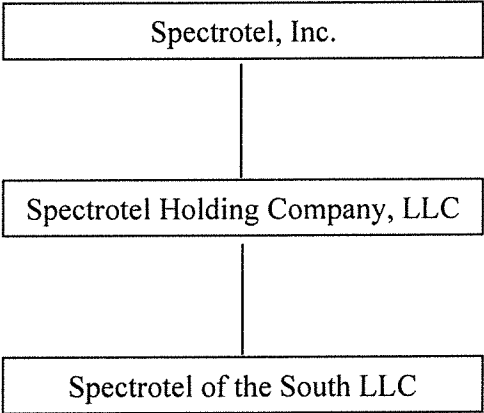 Spectrotel, Inc.
Spectrotel Holding Company, LLC
Spectrotel of the South LLC